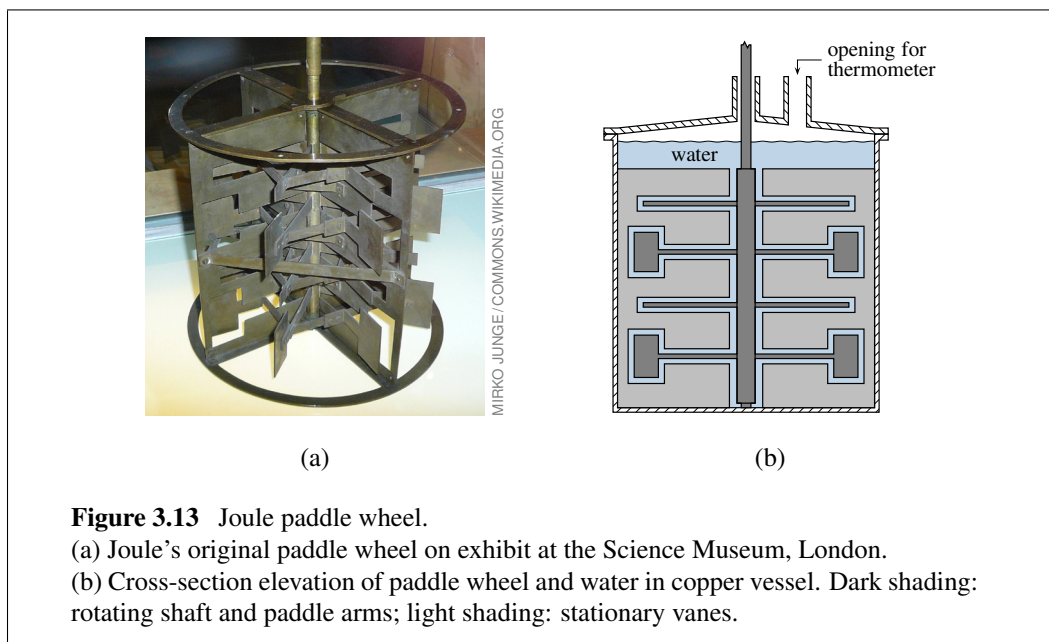 MIRKO JUNGE / COMMONS.WIKIMEDIA.ORG
opening for
thermometer
water
(a)
(b)
Figure 3.13 Joule paddle wheel.
(a) Joule’s original paddle wheel on exhibit at the Science Museum, London.
(b) Cross-section elevation of paddle wheel and water in copper vessel. Dark shading:
rotating shaft and paddle arms; light shading: stationary vanes.